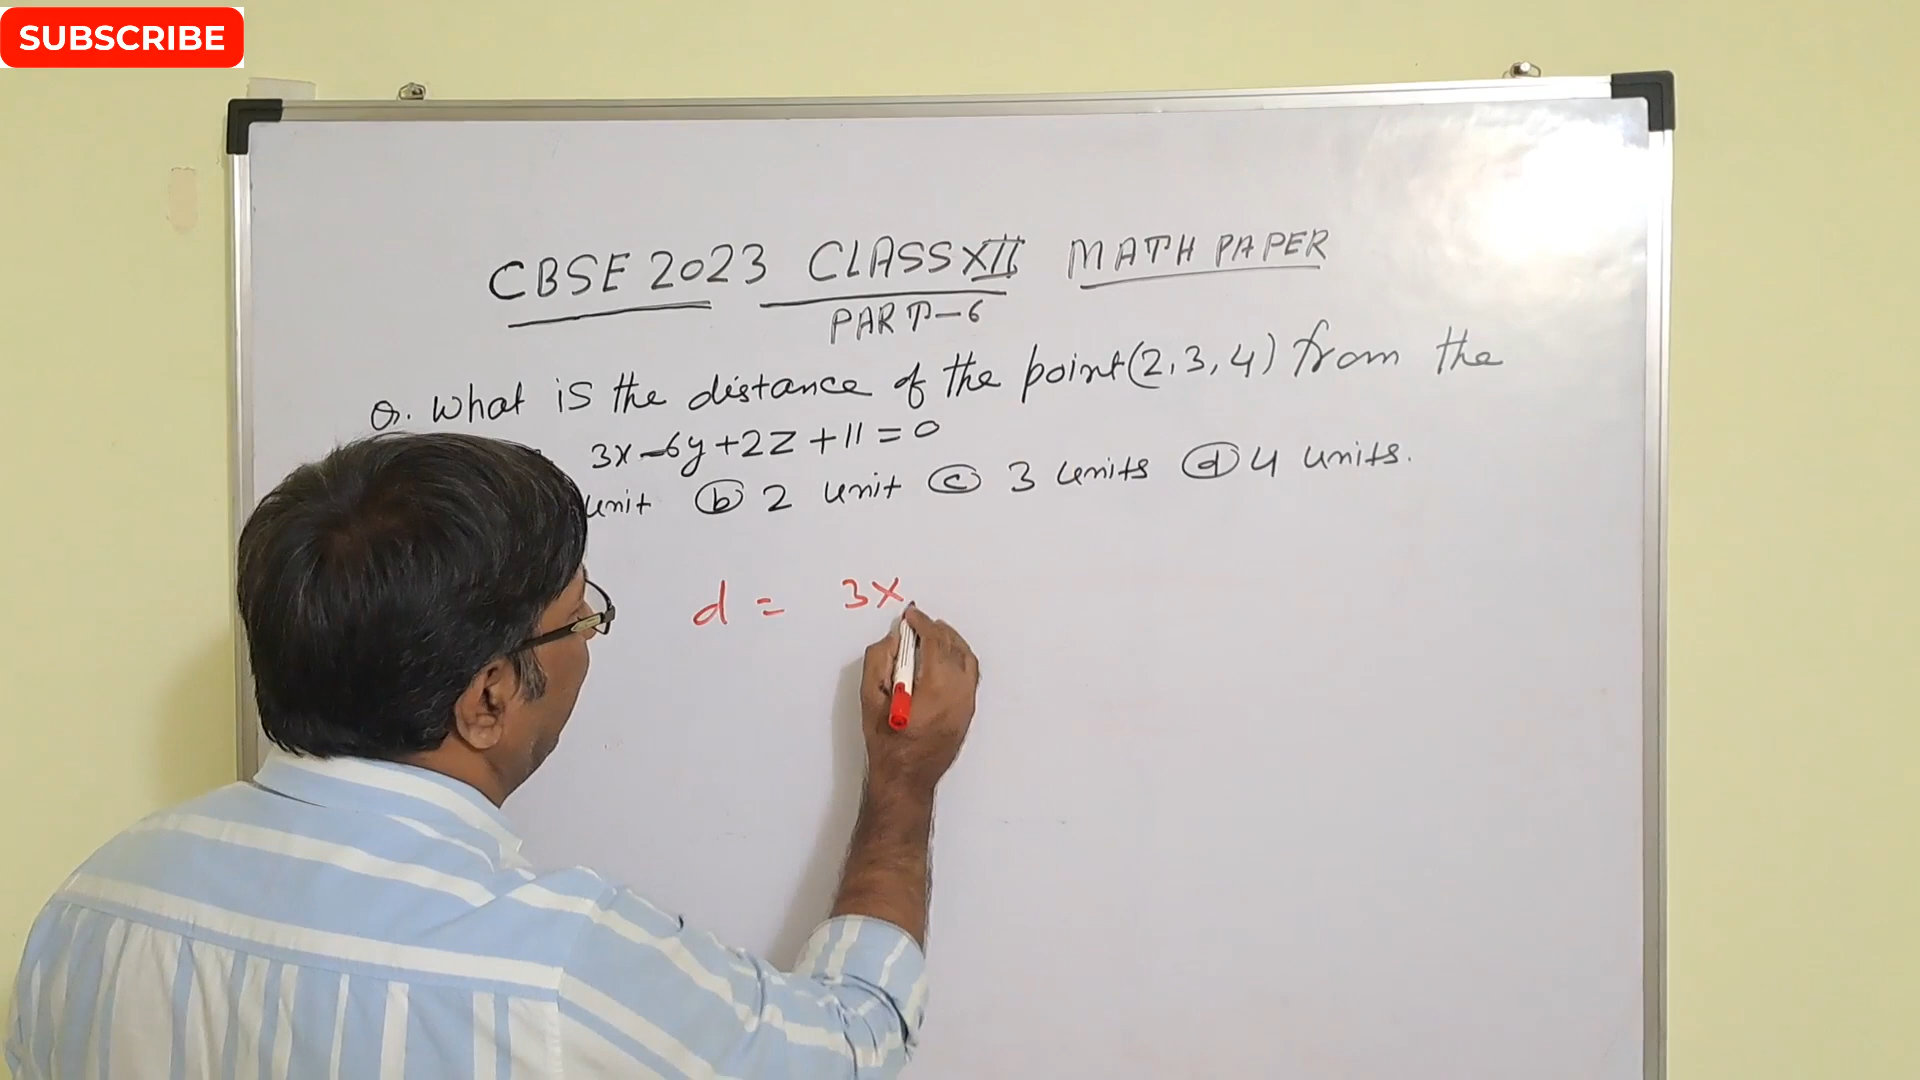 SUBSCRIBE
CBSE 2023 CLASS XII MATH PAPER
PART-6
Q. What is the distance of the point (2, 3, 4) from the
3x-6y+2z+11=0
unit (b) 2 unit (c) 3 units (d) 4 units.
d = 3x